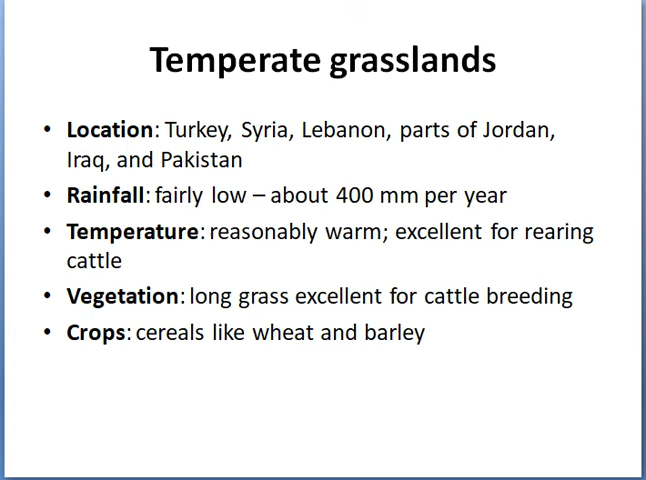 Temperate grasslands
• Location: Turkey, Syria, Lebanon, parts of Jordan,
Iraq, and Pakistan
• Rainfall: fairly low – about 400 mm per year
• Temperature: reasonably warm; excellent for rearing
cattle
• Vegetation: long grass excellent for cattle breeding
• Crops: cereals like wheat and barley